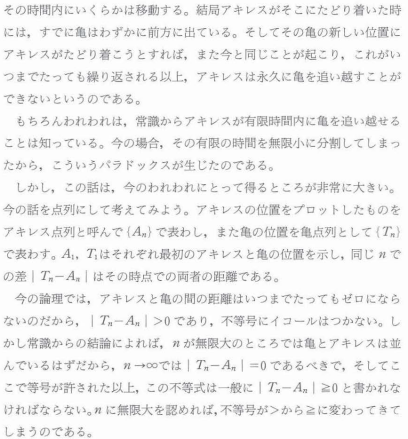 その時間内にいくらかは移動する。結局アキレスがそこにたどり着いた時
には，すでに亀はわずかに前方に出ている。そしてその亀の新しい位置に
アキレスがたどり着こうとすれば，また今と同じことが起こり，これがい
つまでたっても繰り返される以上，アキレスは永久に亀を追い越すことが
できないというのである。
もちろんわれわれは，常識からアキレスが有限時間内に亀を追い越せる
ことは知っている。今の場合，その有限の時間を無限小に分割してしまっ
たから，こういうパラドックスが生じたのである。
しかし，この話は，今のわれわれにとって得るところが非常に大きい。
今の話を点列にして考えてみよう。アキレスの位置をプロットしたものを
アキレス点列と呼んで{Aₙ}で表わし，また亀の位置を亀点列として{Tₙ}
で表わす。A₁，T₁はそれぞれ最初のアキレスと亀の位置を示し，同じnで
の差｜Tₙ−Aₙ｜はその時点での両者の距離である。
今の論理では，アキレスと亀の間の距離はいつまでたってもゼロになら
ないのだから，｜Tₙ−Aₙ｜>0であり，不等号にイコールはつかない。し
かし常識からの結論によれば，nが無限大のところでは亀とアキレスは並
んでいるはずだから，n→∞では｜Tₙ−Aₙ｜=0であるべきで，そしてこ
こで等号が許された以上，この不等式は一般に｜Tₙ−Aₙ｜≧0と書かれな
ければならない。nに無限大を認めれば，不等号が>から≧に変わってきて
しまうのである。